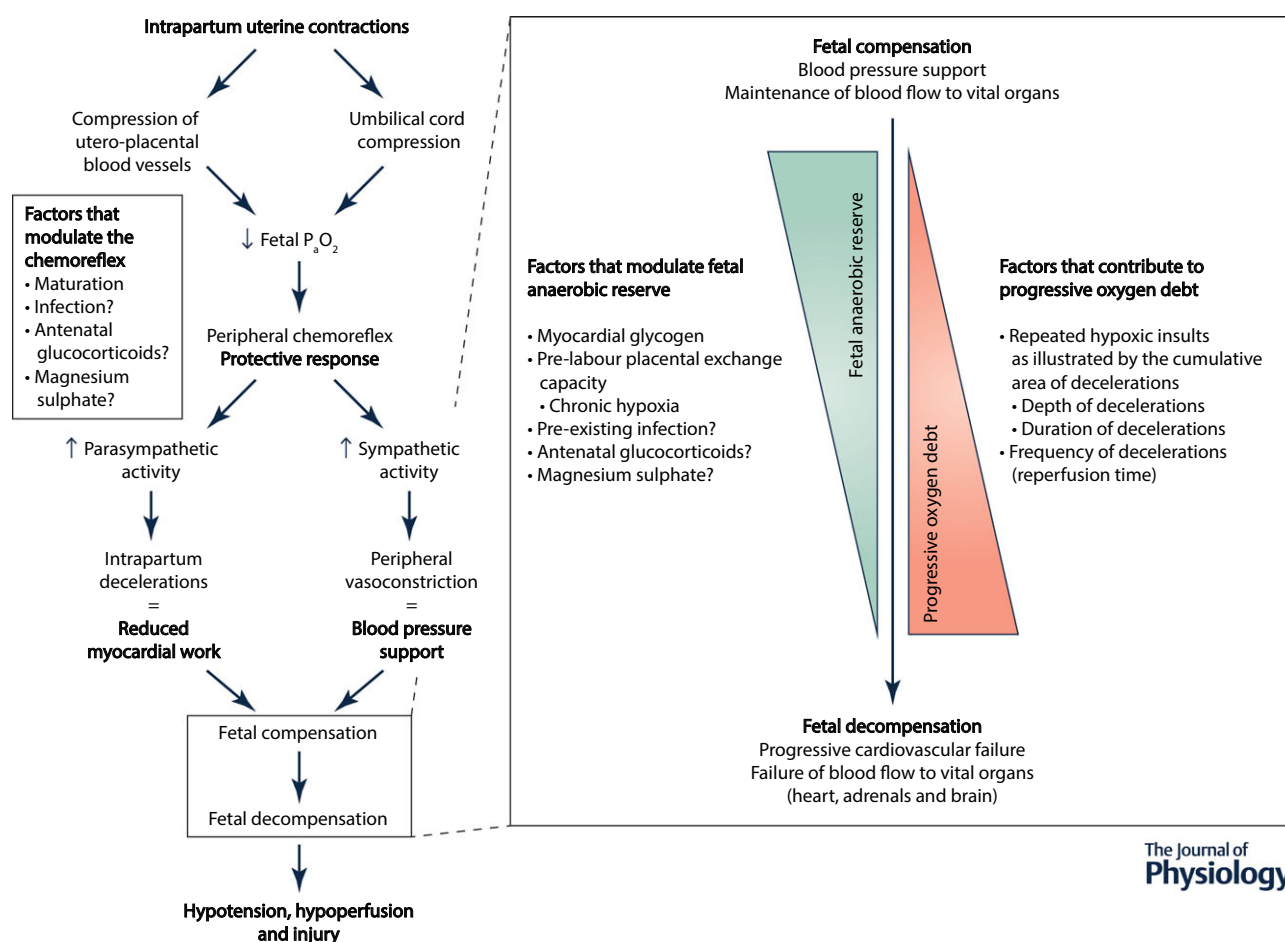 Intrapartum uterine contractions
Compression of
utero-placental
blood vessels
Umbilical cord
compression
Factors that
modulate the
chemoreflex
• Maturation
• Infection?
• Antenatal
glucocorticoids?
• Magnesium
sulphate?
↓ Fetal PaO2
Peripheral chemoreflex
Protective response
↑ Parasympathetic
activity
↑ Sympathetic
activity
Intrapartum
decelerations
=
Reduced
myocardial work
Peripheral
vasoconstriction
=
Blood pressure
support
Fetal compensation
Fetal decompensation
Hypotension, hypoperfusion
and injury
Fetal compensation
Blood pressure support
Maintenance of blood flow to vital organs
Factors that modulate fetal
anaerobic reserve
• Myocardial glycogen
• Pre-labour placental exchange
capacity
• Chronic hypoxia
• Pre-existing infection?
• Antenatal glucocorticoids?
• Magnesium sulphate?
Fetal anaerobic reserve
Progressive oxygen debt
Factors that contribute to
progressive oxygen debt
• Repeated hypoxic insults
as illustrated by the cumulative
area of decelerations
• Depth of decelerations
• Duration of decelerations
• Frequency of decelerations
(reperfusion time)
Fetal decompensation
Progressive cardiovascular failure
Failure of blood flow to vital organs
(heart, adrenals and brain)
The Journal of
Physiology